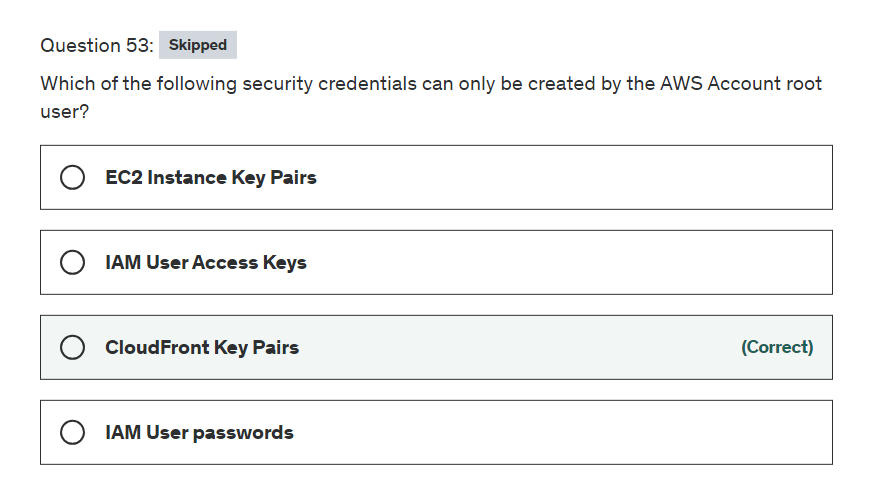 Question 53: Skipped
Which of the following security credentials can only be created by the AWS Account root
user?
EC2 Instance Key Pairs
IAM User Access Keys
CloudFront Key Pairs (Correct)
IAM User passwords